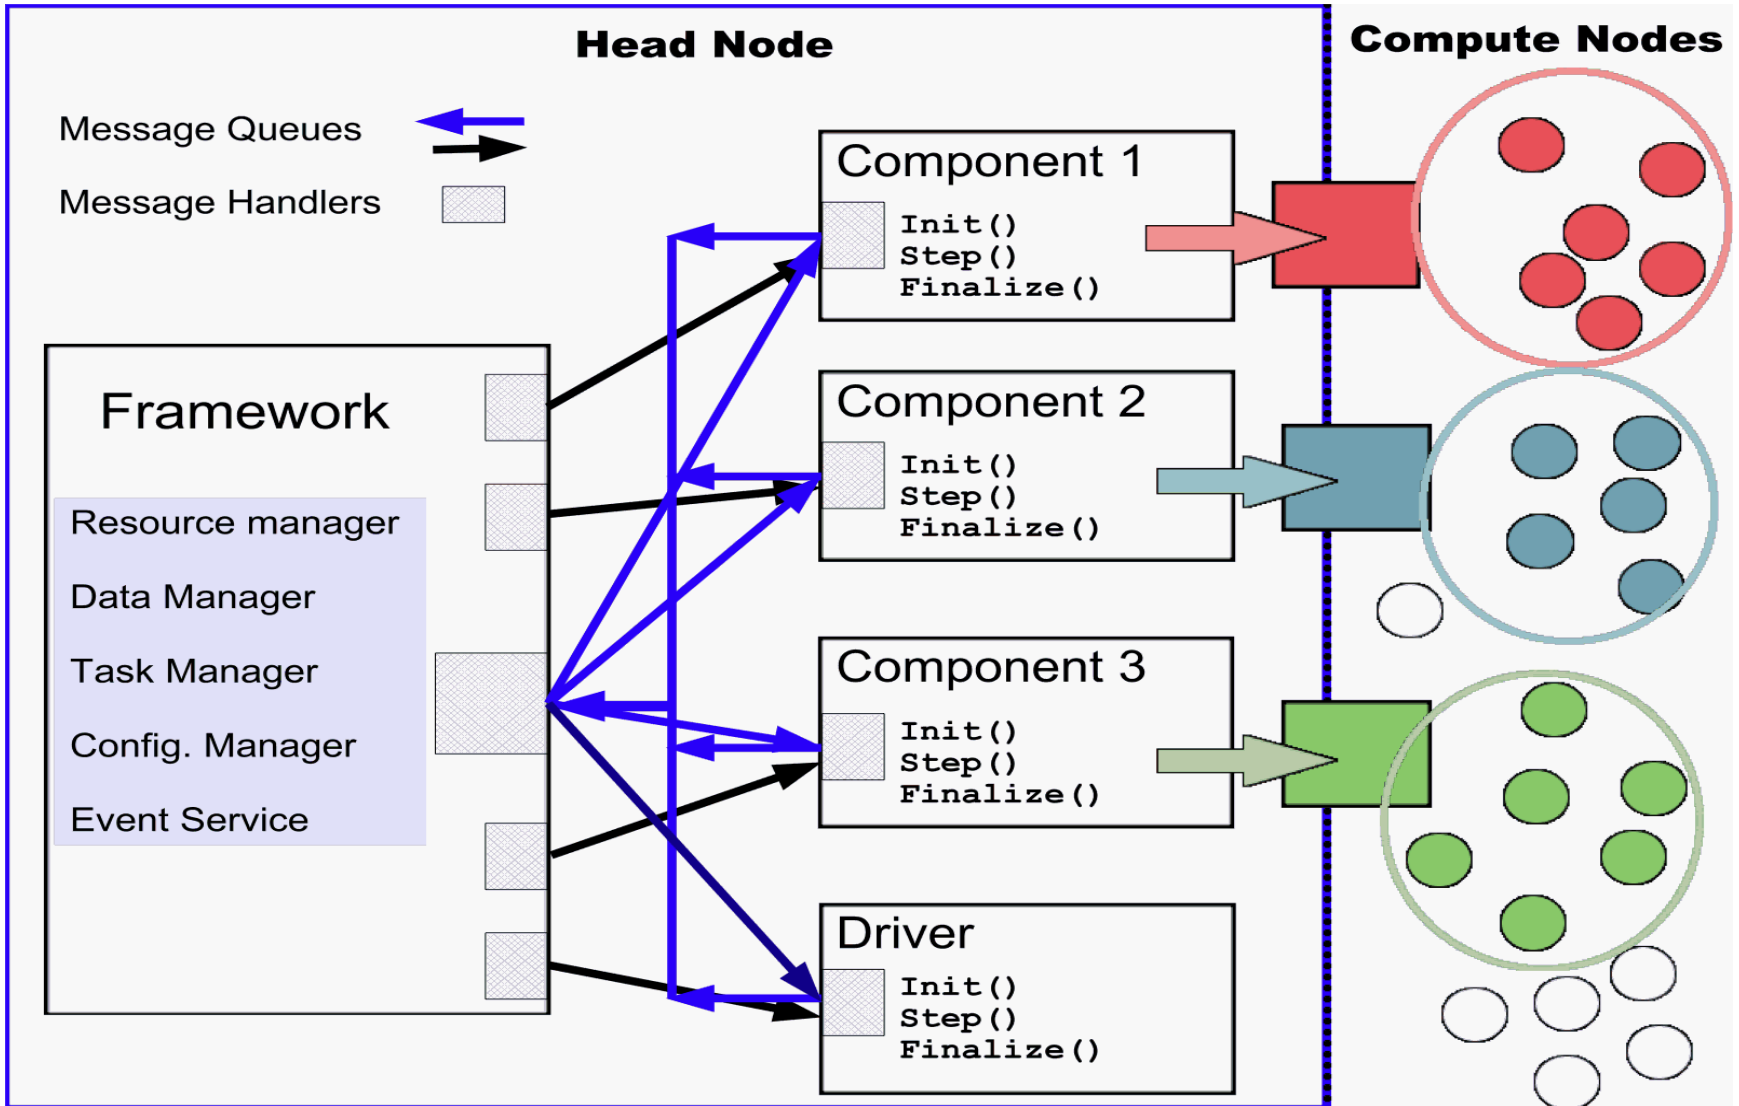 Head Node
Compute Nodes
Message Queues
Message Handlers
Component 1
Init()
Step()
Finalize()
Framework
Resource manager
Data Manager
Task Manager
Config. Manager
Event Service
Component 2
Init()
Step()
Finalize()
Component 3
Init()
Step()
Finalize()
Driver
Init()
Step()
Finalize()